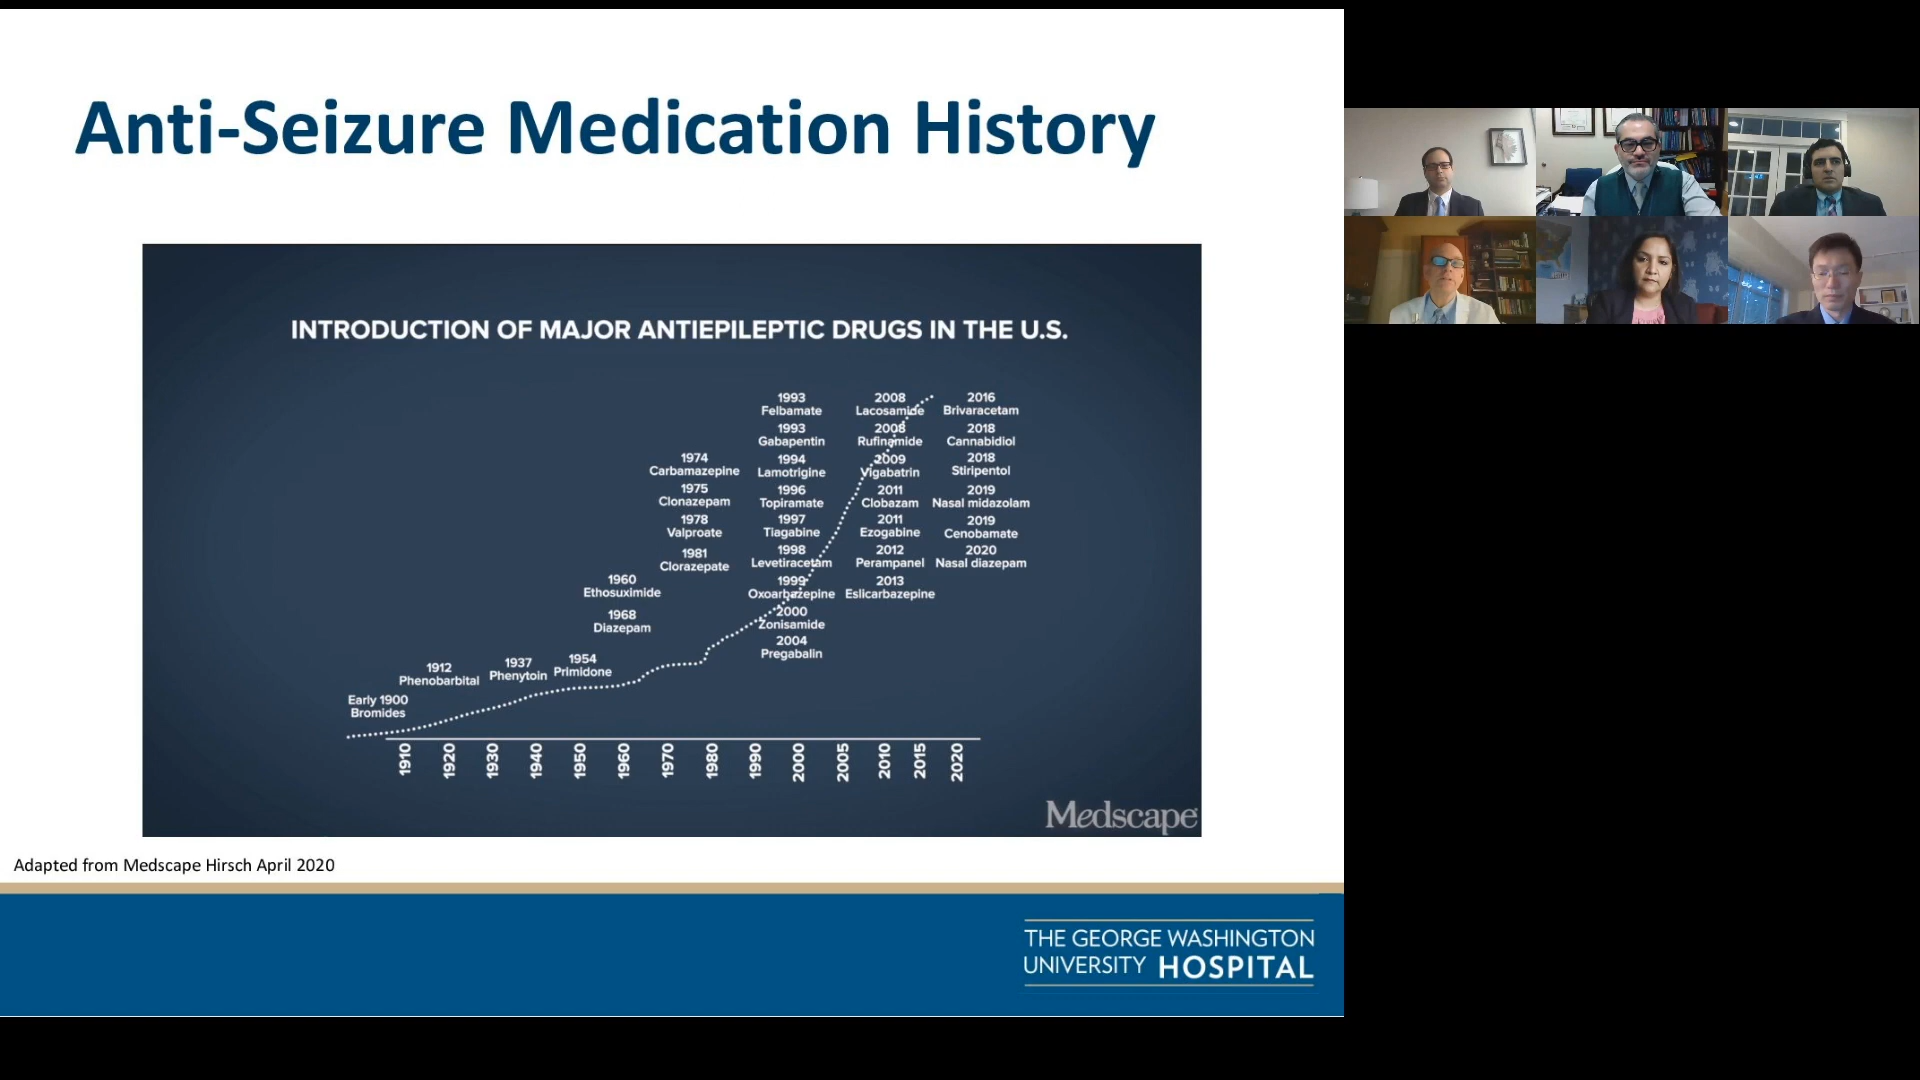 Anti-Seizure Medication History
INTRODUCTION OF MAJOR ANTIEPILEPTIC DRUGS IN THE U.S.
Early 1900
Bromides
1912
Phenobarbital
1937
Phenytoin
1954
Primidone
1960
Ethosuximide
1968
Diazepam
1974
Carbamazepine
1975
Clonazepam
1978
Valproate
1981
Clorazepate
1993
Felbamate
1993
Gabapentin
1994
Lamotrigine
1996
Topiramate
1997
Tiagabine
1998
Levetiracetam
1999
Oxoarbazepine
2000
Zonisamide
2004
Pregabalin
2008
Lacosamide
2008
Rufinamide
2009
Vigabatrin
2011
Clobazam
2011
Ezogabine
2012
Perampanel
2013
Eslicarbazepine
2016
Brivaracetam
2018
Cannabidiol
2018
Stiripentol
2019
Nasal midazolam
2019
Cenobamate
2020
Nasal diazepam
1910 1920 1930 1940 1950 1960 1970 1980 1990 2000 2005 2010 2015 2020
Medscape
Adapted from Medscape Hirsch April 2020
THE GEORGE WASHINGTON
UNIVERSITY HOSPITAL